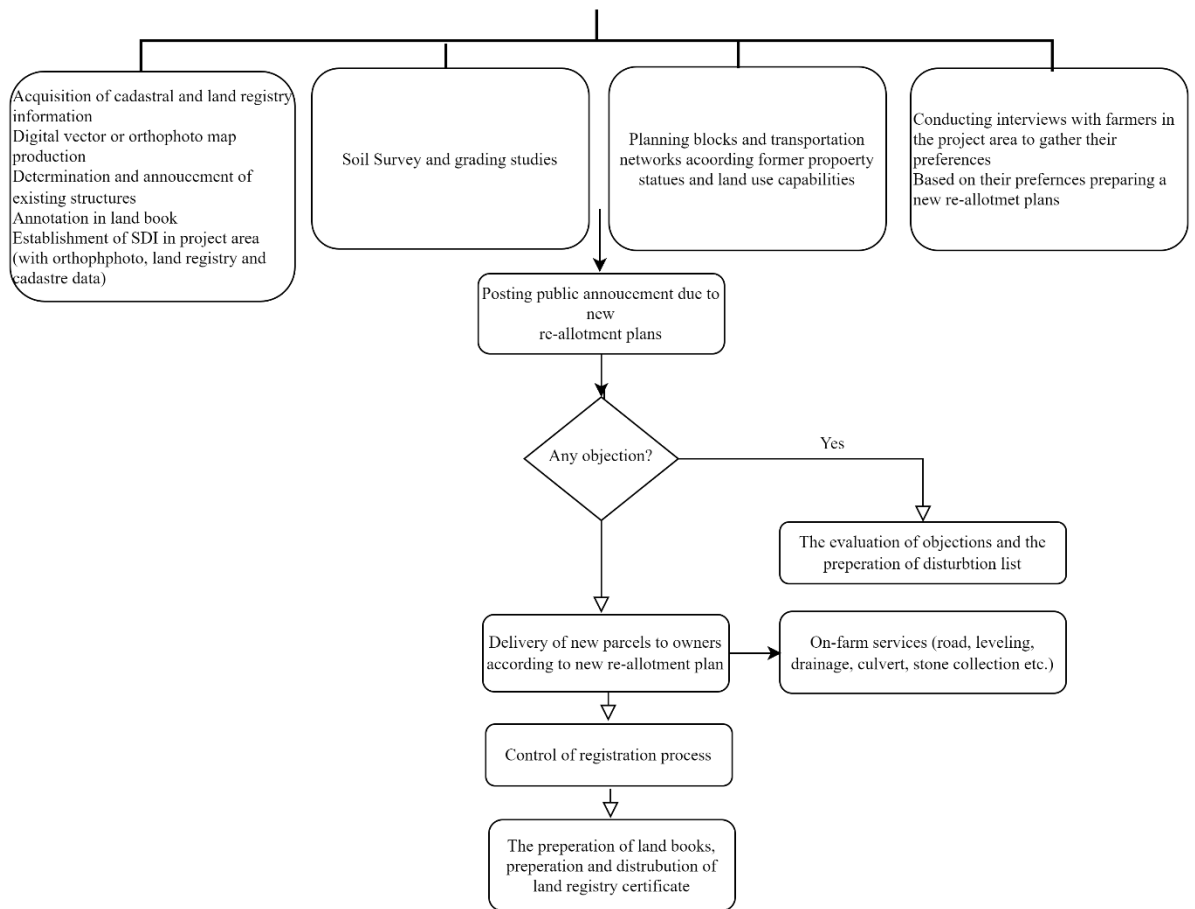 Acquisition of cadastral and land registry
information
Digital vector or orthophoto map
production
Determination and annoucement of
existing structures
Annotation in land book
Establishment of SDI in project area
(with orthophphoto, land registry and
cadastre data)
Soil Survey and grading studies
Planning blocks and transportation
networks acoording former propoerty
statues and land use capabilities
Conducting interviews with farmers in
the project area to gather their
preferences
Based on their prefernces preparing a
new re-allotmet plans
Posting public annoucement due to
new
re-allotment plans
Any objection?
Yes
The evaluation of objections and the
preperation of disturbtion list
Delivery of new parcels to owners
according to new re-allotment plan
On-farm services (road, leveling,
drainage, culvert, stone collection etc.)
Control of registration process
The preperation of land books,
preperation and distrubution of
land registry certificate